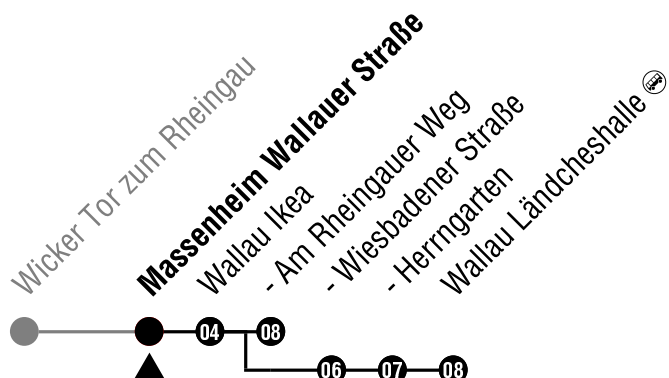 Wicker Tor zum Rheingau
Massenheim Wallauer Straße
Wallau Ikea
- Am Rheingauer Weg
- Wiesbadener Straße
- Herrngarten
Wallau Ländcheshalle
04 08
06 07 08